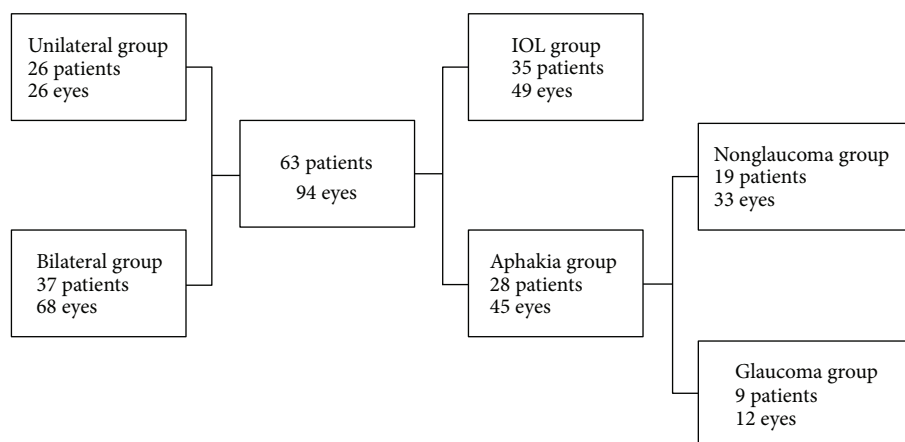 Unilateral group
26 patients
26 eyes
Bilateral group
37 patients
68 eyes
63 patients
94 eyes
IOL group
35 patients
49 eyes
Aphakia group
28 patients
45 eyes
Nonglaucoma group
19 patients
33 eyes
Glaucoma group
9 patients
12 eyes